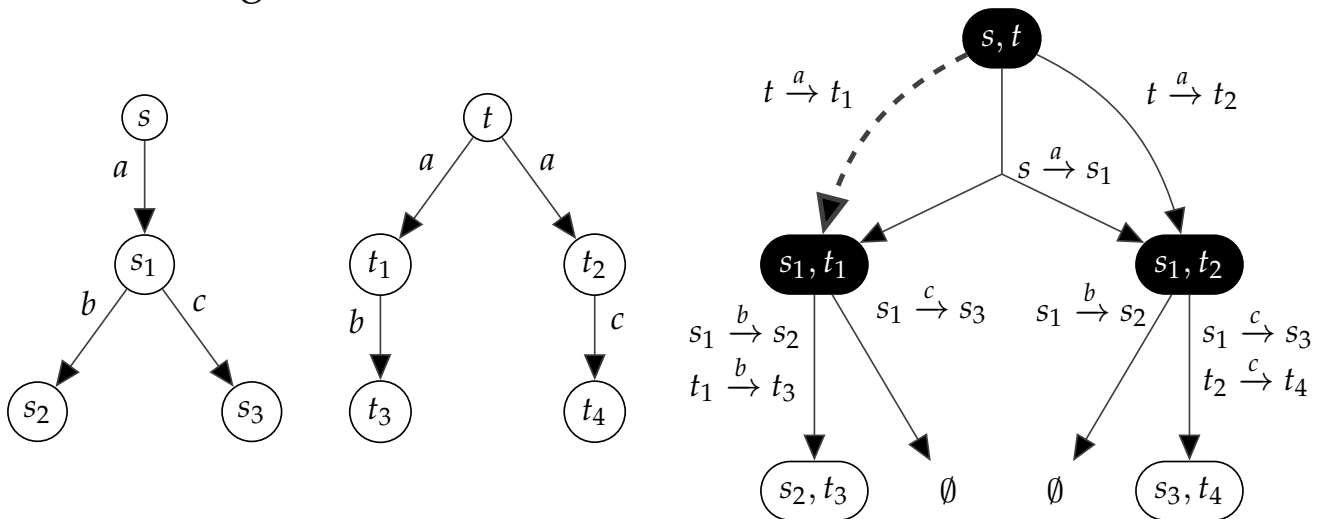 s, t
t →ᵃ t₁
t →ᵃ t₂
s
t
a
a
a
s →ᵃ s₁
s₁
t₁
t₂
s₁, t₁
s₁, t₂
b
c
b
c
s₁ →ᶜ s₃
s₁ →ᵇ s₂
s₁ →ᵇ s₂
s₁ →ᶜ s₃
t₁ →ᵇ t₃
t₂ →ᶜ t₄
s₂
s₃
t₃
t₄
s₂, t₃
∅
∅
s₃, t₄